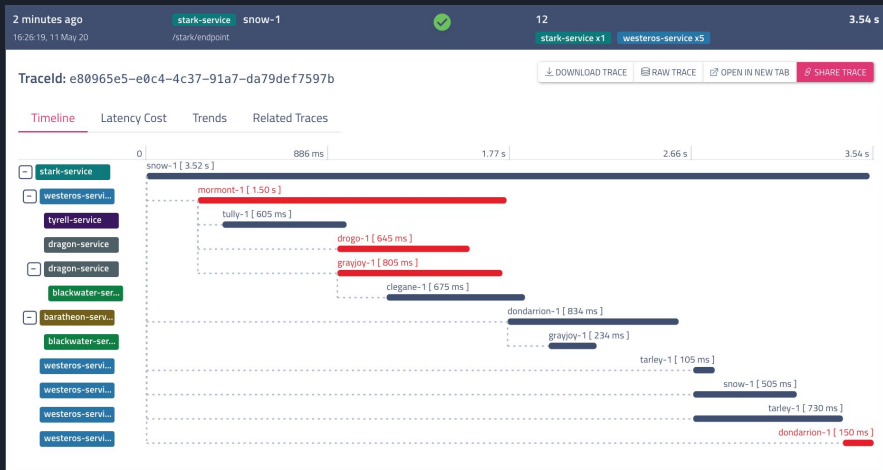 2 minutes ago stark-service snow-1 12 3.54 s
16:26:19, 11 May 20 /stark/endpoint stark-service x1 westeros-service x5
TraceId: e80965e5-e0c4-4c37-91a7-da79def7597b DOWNLOAD TRACE RAW TRACE OPEN IN NEW TAB SHARE TRACE
Timeline Latency Cost Trends Related Traces
0 886 ms 1.77 s 2.66 s 3.54 s
snow-1 [ 3.52 s ]
stark-service
mormont-1 [ 1.50 s ]
westeros-servi...
tully-1 [ 605 ms ]
tyrell-service
drogo-1 [ 645 ms ]
dragon-service
grayjoy-1 [ 805 ms ]
dragon-service
clegane-1 [ 675 ms ]
blackwater-ser...
dondarrion-1 [ 834 ms ]
baratheon-serv...
grayjoy-1 [ 234 ms ]
blackwater-ser...
tarley-1 [ 105 ms ]
westeros-servi...
snow-1 [ 505 ms ]
westeros-servi...
tarley-1 [ 730 ms ]
westeros-servi...
dondarrion-1 [ 150 ms ]
westeros-servi...